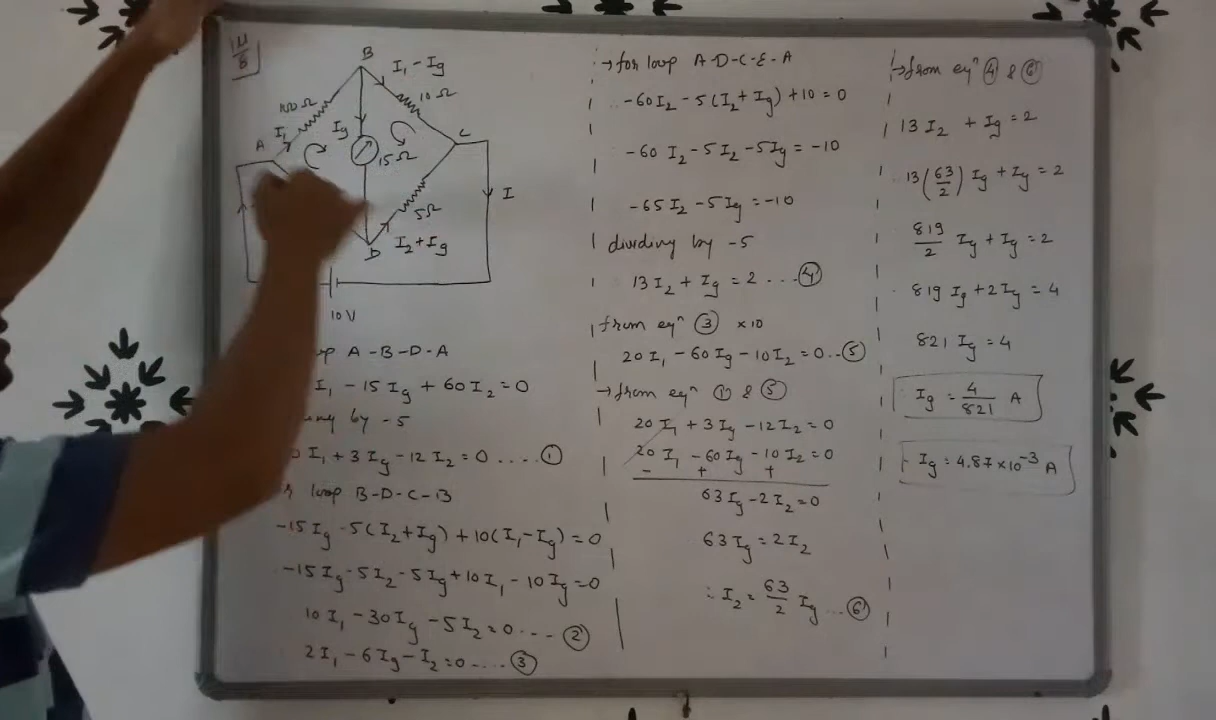 4/6
B
I₁ - Ig
100 Ω
10 Ω
I₁
Ig
A
C
15 Ω
I
5Ω
I₂ + Ig
D
10 V
op A-B-D-A
I₁ - 15 Ig + 60 I₂ = 0
ing by -5
I₁ + 3 Ig - 12 I₂ = 0 .... ①
loop B-D-C-B
-15 Ig - 5(I₂ + Ig) + 10(I₁ - Ig) = 0
-15 Ig - 5 I₂ - 5 Ig + 10 I₁ - 10 Ig = 0
10 I₁ - 30 Ig - 5 I₂ = 0 .... ②
2 I₁ - 6 Ig - I₂ = 0 .... ③
→ for loop A-D-C-E-A
-60 I₂ - 5(I₂ + Ig) + 10 = 0
-60 I₂ - 5 I₂ - 5 Ig = -10
-65 I₂ - 5 Ig = -10
dividing by -5
13 I₂ + Ig = 2 ... ④
from eqⁿ ③ ×10
20 I₁ - 60 Ig - 10 I₂ = 0 .. ⑤
→ from eqⁿ ① & ⑤
20 I₁ + 3 Ig - 12 I₂ = 0
20 I₁ - 60 Ig - 10 I₂ = 0
- + +
63 Ig - 2 I₂ = 0
63 Ig = 2 I₂
∴ I₂ = 63/2 Ig ... ⑥
→ from eqⁿ ④ & ⑥
13 I₂ + Ig = 2
13 (63/2) Ig + Ig = 2
819/2 Ig + Ig = 2
819 Ig + 2 Ig = 4
821 Ig = 4
Ig = 4/821 A
Ig = 4.87 × 10⁻³ A